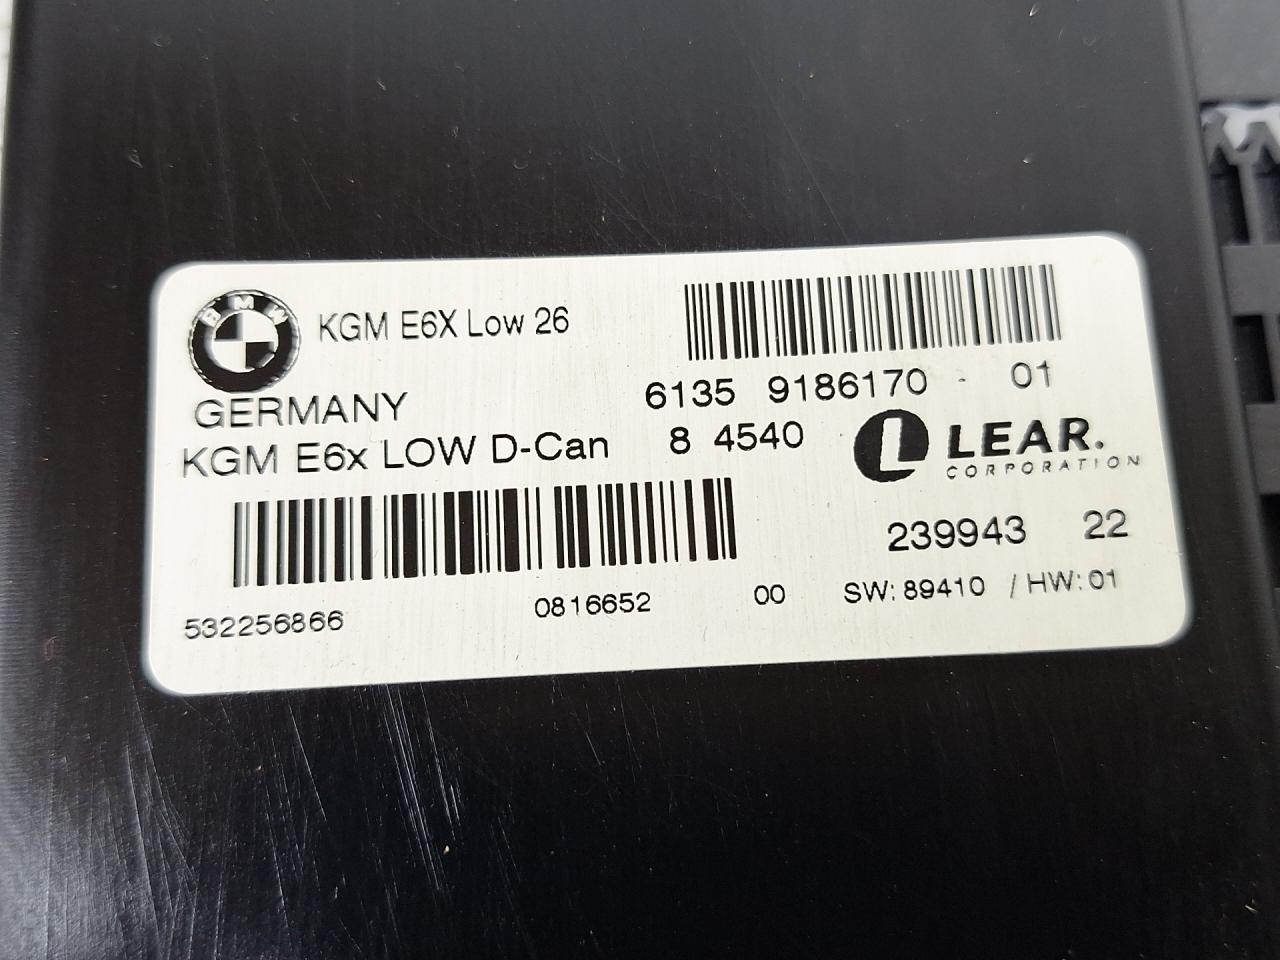 BMW
KGM E6X Low 26
GERMANY
6135 9186170 - 01
KGM E6x LOW D-Can 8 4540
L LEAR.
CORPORATION
239943 22
532256866 0816652 00 SW: 89410 / HW: 01